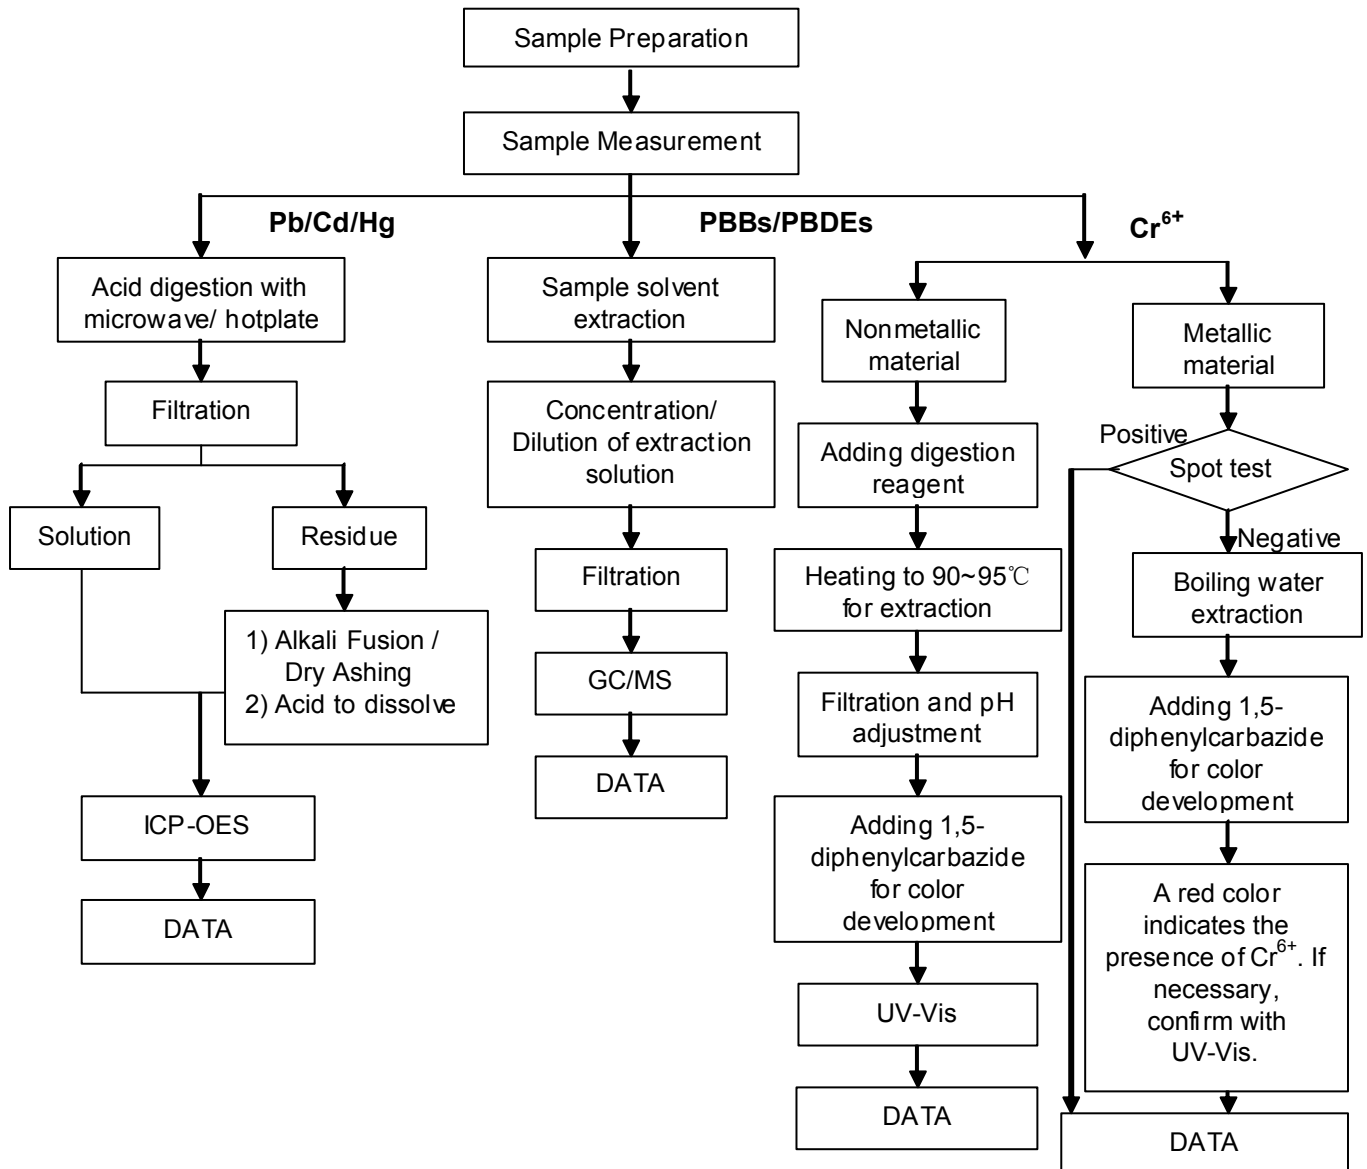 Sample Preparation
Sample Measurement
Pb/Cd/Hg
PBBs/PBDEs
Cr⁶⁺
Acid digestion with
microwave/ hotplate
Filtration
Solution
Residue
1) Alkali Fusion /
Dry Ashing
2) Acid to dissolve
ICP-OES
DATA
Sample solvent
extraction
Concentration/
Dilution of extraction
solution
Filtration
GC/MS
DATA
Nonmetallic
material
Adding digestion
reagent
Heating to 90~95℃
for extraction
Filtration and pH
adjustment
Adding 1,5-
diphenylcarbazide
for color
development
UV-Vis
DATA
Metallic
material
Positive
Spot test
Negative
Boiling water
extraction
Adding 1,5-
diphenylcarbazide
for color
development
A red color
indicates the
presence of Cr⁶⁺. If
necessary,
confirm with
UV-Vis.
DATA